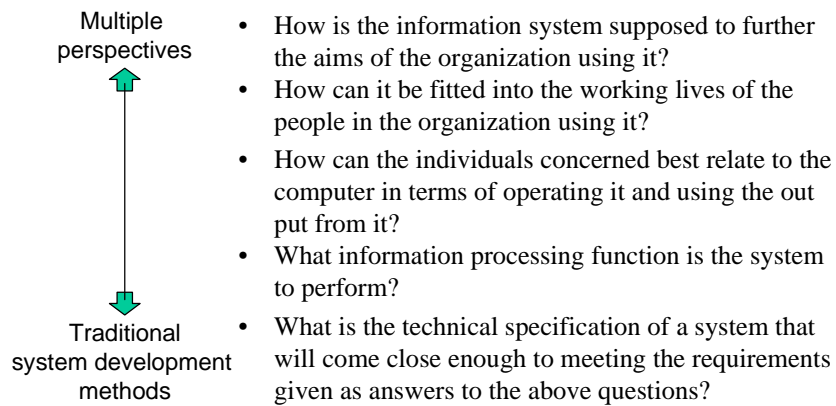 Multiple
perspectives
• How is the information system supposed to further
the aims of the organization using it?
• How can it be fitted into the working lives of the
people in the organization using it?
• How can the individuals concerned best relate to the
computer in terms of operating it and using the out
put from it?
• What information processing function is the system
to perform?
Traditional
system development
methods
• What is the technical specification of a system that
will come close enough to meeting the requirements
given as answers to the above questions?